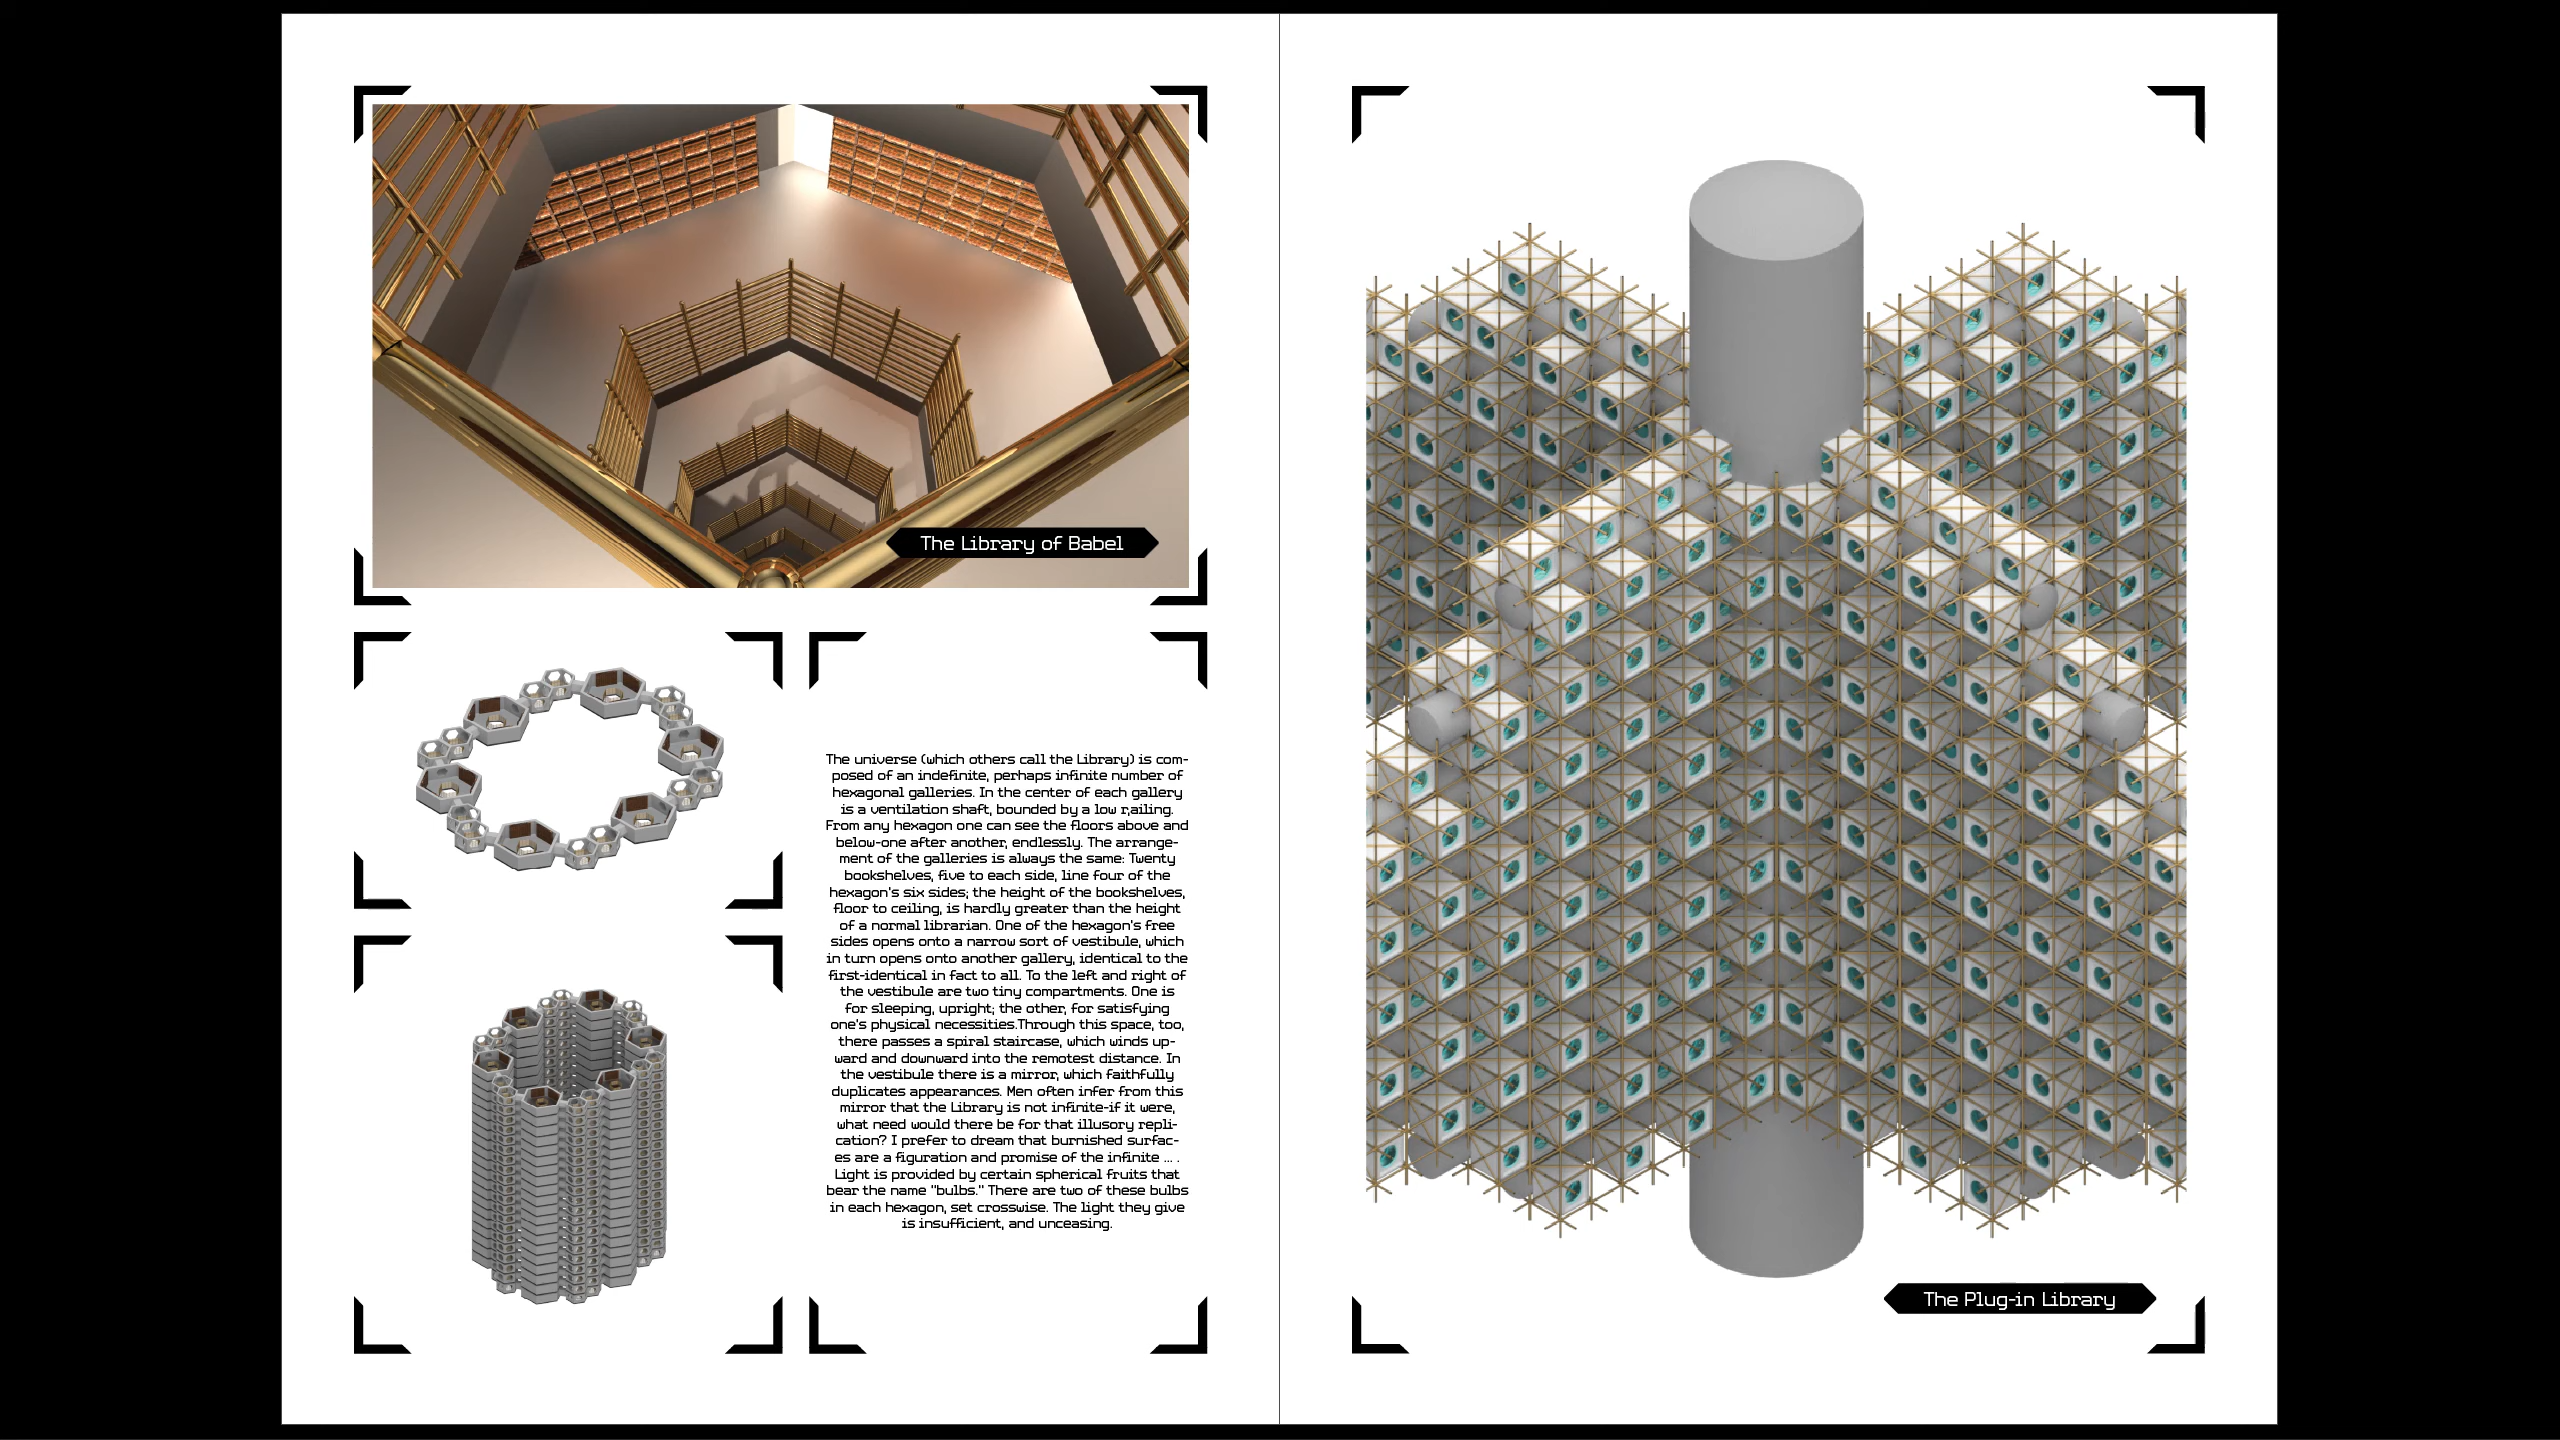 The Library of Babel
The universe (which others call the Library) is com-
posed of an indefinite, perhaps infinite number of
hexagonal galleries. In the center of each gallery
is a ventilation shaft, bounded by a low r,ailing.
From any hexagon one can see the floors above and
below-one after another, endlessly. The arrange-
ment of the galleries is always the same: Twenty
bookshelves, five to each side, line four of the
hexagon's six sides; the height of the bookshelves,
floor to ceiling, is hardly greater than the height
of a normal librarian. One of the hexagon's free
sides opens onto a narrow sort of vestibule, which
in turn opens onto another gallery, identical to the
first-identical in fact to all. To the left and right of
the vestibule are two tiny compartments. One is
for sleeping, upright; the other, for satisfying
one's physical necessities.Through this space, too,
there passes a spiral staircase, which winds up-
ward and downward into the remotest distance. In
the vestibule there is a mirror, which faithfully
duplicates appearances. Men often infer from this
mirror that the Library is not infinite-if it were,
what need would there be for that illusory repli-
cation? I prefer to dream that burnished surfac-
es are a figuration and promise of the infinite ... .
Light is provided by certain spherical fruits that
bear the name "bulbs." There are two of these bulbs
in each hexagon, set crosswise. The light they give
is insufficient, and unceasing.
The Plug-in Library